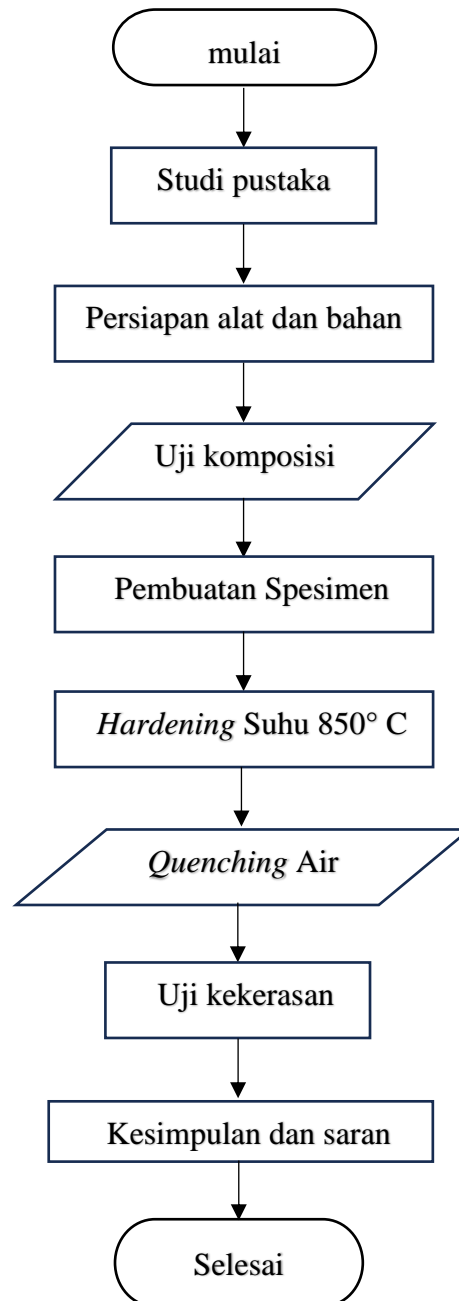 mulai
Studi pustaka
Persiapan alat dan bahan
Uji komposisi
Pembuatan Spesimen
Hardening Suhu 850° C
Quenching Air
Uji kekerasan
Kesimpulan dan saran
Selesai